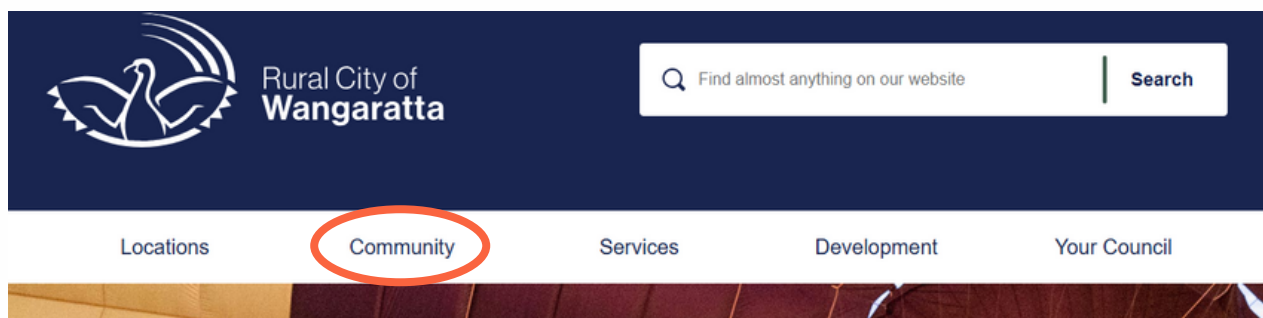 Rural City of
Wangaratta
Find almost anything on our website
Search
Locations
Community
Services
Development
Your Council